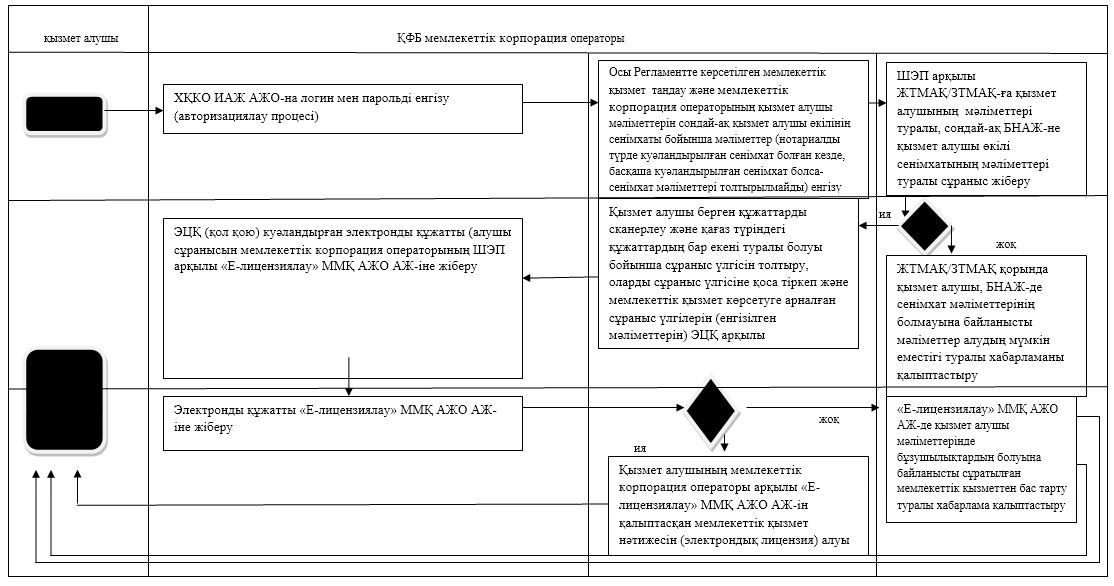 қызмет алушы
ҚФБ мемлекеттік корпорация операторы
ХҚКО ИАЖ АЖО-на логин мен парольді енгізу
(авторизациялау процесі)
Осы Регламентте көрсетілген мемлекеттік
қызмет таңдау және мемлекеттік
корпорация операторының қызмет алушы
мәліметтерін сондай-ақ қызмет алушы өкілінің
сенімхаты бойынша мәліметтер (нотариалды
түрде куәландырылған сенімхат болған кезде,
басқаша куәландырылған сенімхат болса-
сенімхат мәліметтері толтырылмайды) енгізу
ШЭП арқылы
ЖТМАҚ/ЗТМАҚ-ға қызмет
алушының мәліметтері
туралы, сондай-ақ БНАЖ-не
қызмет алушы өкілі
сенімхатының мәліметтері
туралы сұраныс жіберу
ия
жоқ
Қызмет алушы берген құжаттарды
сканерлеу және қағаз түріндегі
құжаттардың бар екені туралы болуы
бойынша сұраныс үлгісін толтыру,
оларды сұраныс үлгісіне қоса тіркеп және
мемлекеттік қызмет көрсетуге арналған
сұраныс үлгілерін (енгізілген
мәліметтерін) ЭЦҚ арқылы
ЭЦҚ (қол қою) куәландырған электронды құжатты (алушы
сұранысын мемлекеттік корпорация операторының ШЭП
арқылы «Е-лицензиялау» ММҚ АЖО АЖ-іне жіберу
ЖТМАҚ/ЗТМАҚ қорында
қызмет алушы, БНАЖ-де
сенімхат мәліметтерінің
болмауына байланысты
мәліметтер алудың мүмкін
еместігі туралы хабарламаны
қалыптастыру
Электронды құжатты «Е-лицензиялау» ММҚ АЖО АЖ-
іне жіберу
жоқ
ия
«Е-лицензиялау» ММҚ АЖО
АЖ-де қызмет алушы
мәліметтерінде
бұзушылықтардың болуына
байланысты сұратылған
мемлекеттік қызметтен бас тарту
туралы хабарлама қалыптастыру
Қызмет алушының мемлекеттік
корпорация операторы арқылы «Е-
лицензиялау» ММҚ АЖО АЖ-ін
қалыптасқан мемлекеттік қызмет
нәтижесін (электрондық лицензия) алуы